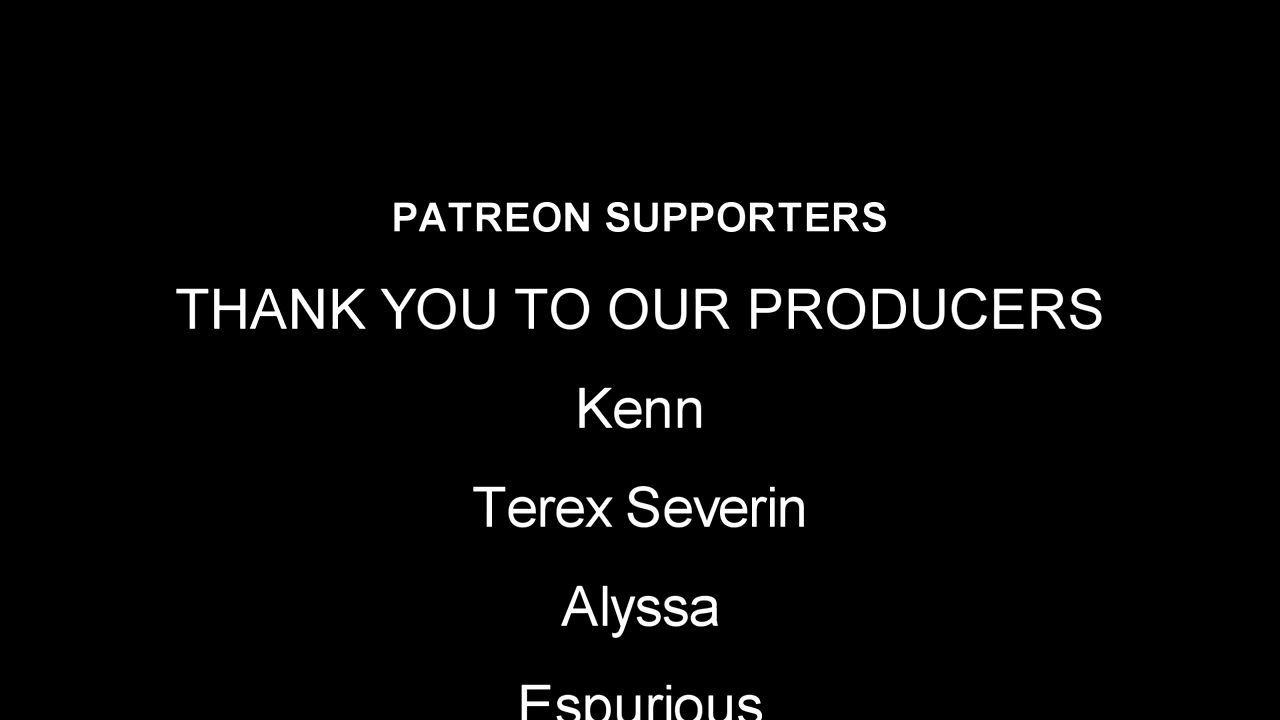 PATREON SUPPORTERS
THANK YOU TO OUR PRODUCERS
Kenn
Terex Severin
Alyssa
Espurious